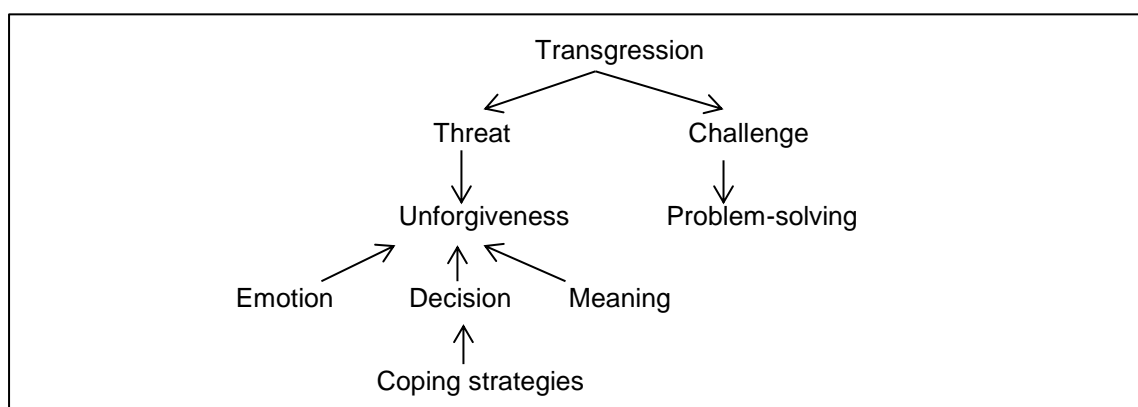 Transgression
Threat Challenge
Unforgiveness Problem-solving
Emotion Decision Meaning
Coping strategies